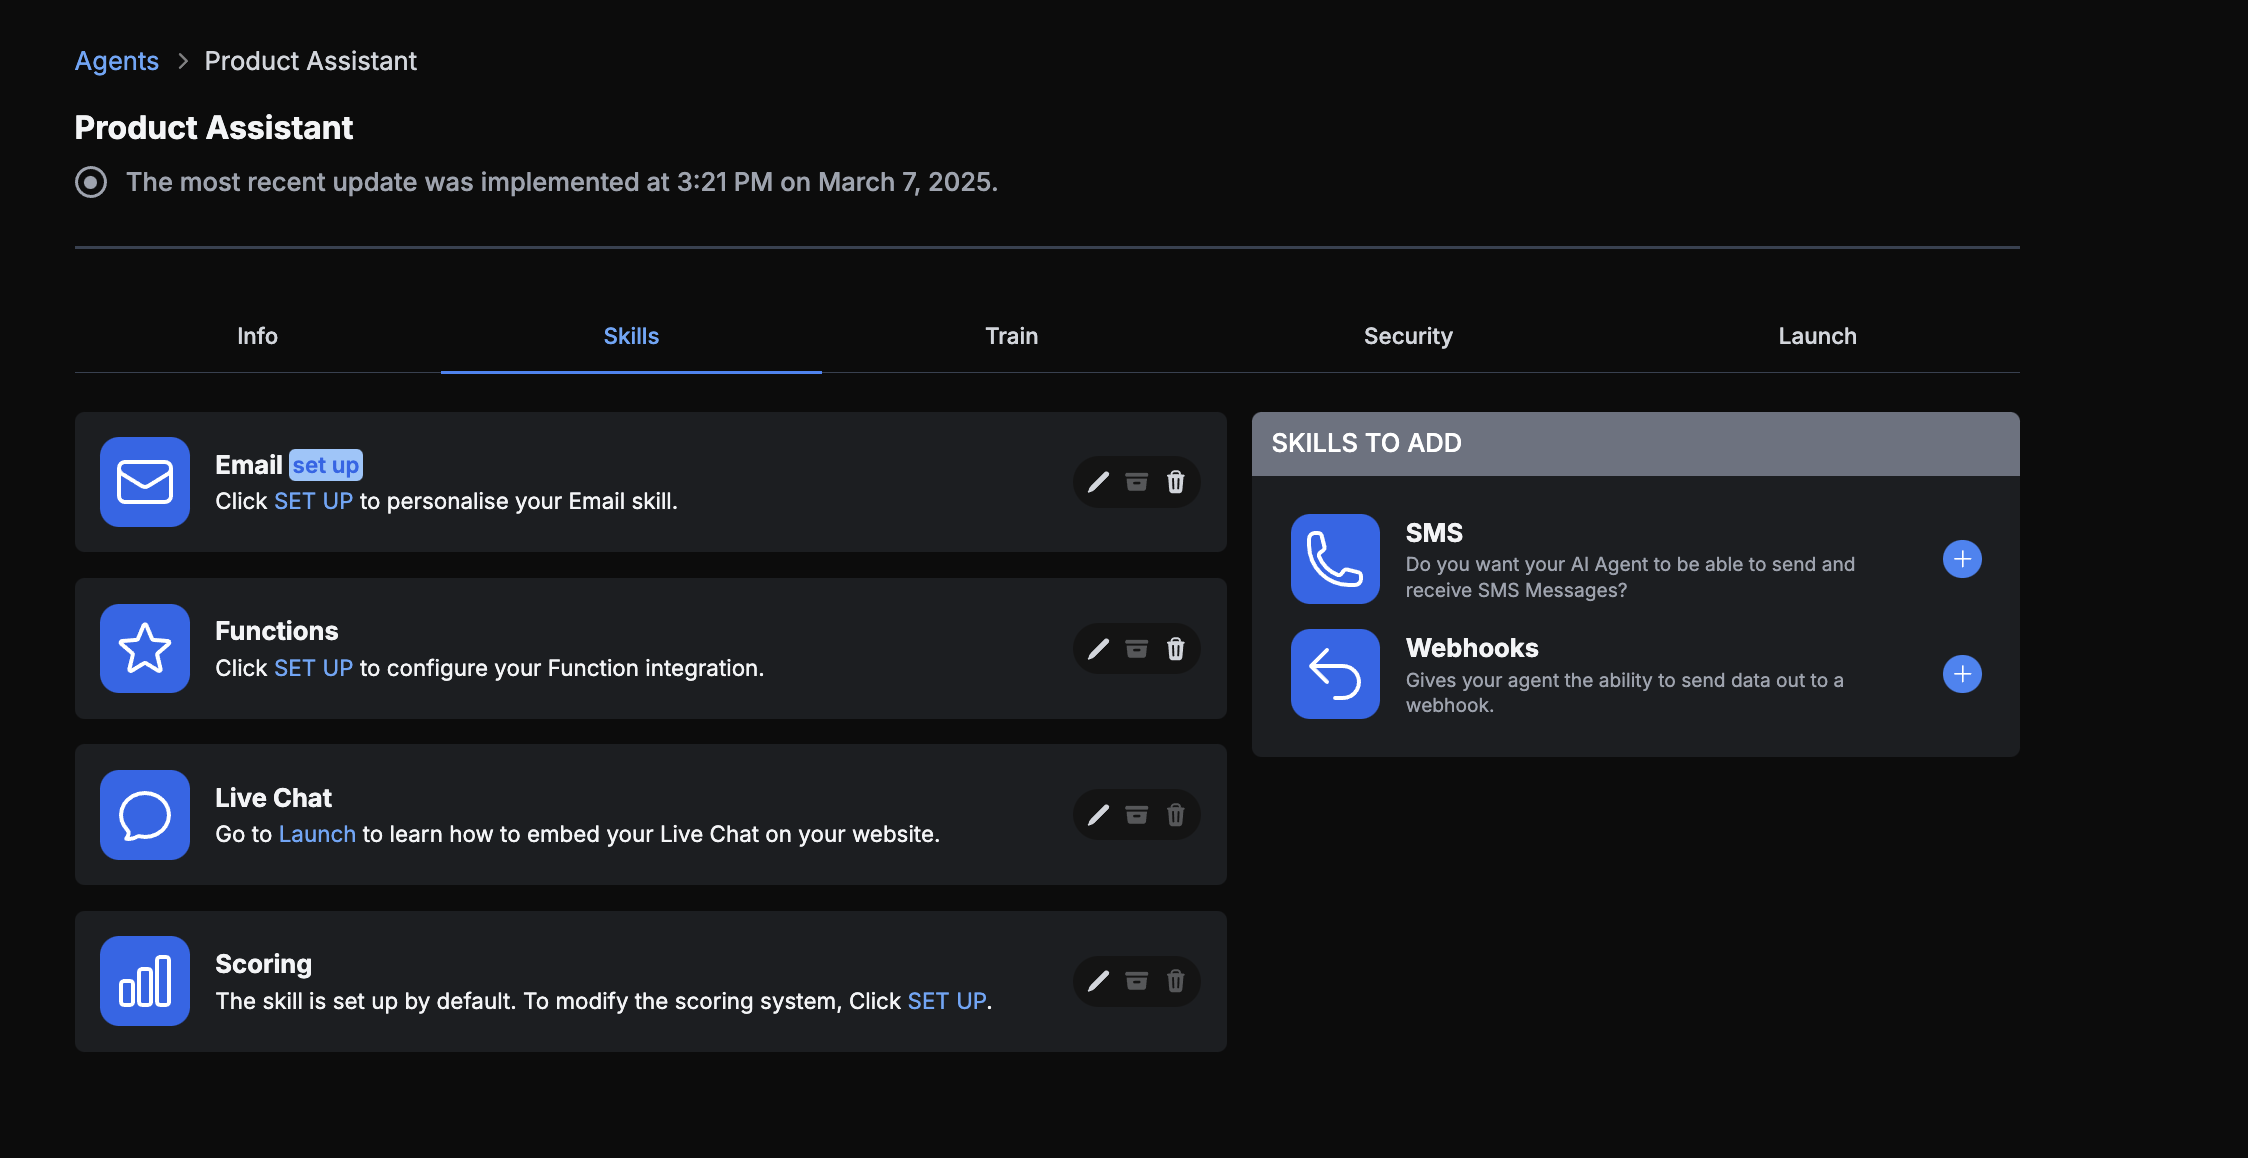 Agents > Product Assistant
Product Assistant
The most recent update was implemented at 3:21 PM on March 7, 2025.
Info
Skills
Train
Security
Launch
Email set up
Click SET UP to personalise your Email skill.
Functions
Click SET UP to configure your Function integration.
Live Chat
Go to Launch to learn how to embed your Live Chat on your website.
Scoring
The skill is set up by default. To modify the scoring system, Click SET UP.
SKILLS TO ADD
SMS
Do you want your AI Agent to be able to send and
receive SMS Messages?
Webhooks
Gives your agent the ability to send data out to a
webhook.